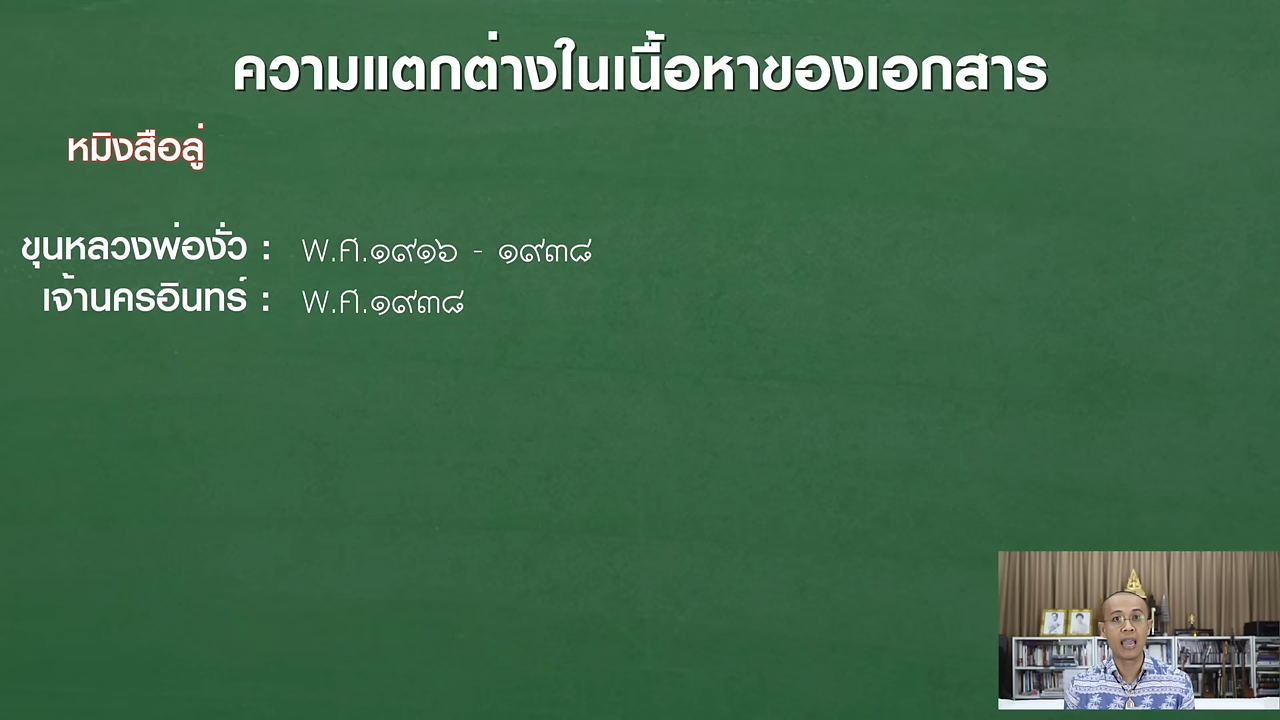 ความแตกต่างในเนื้อหาของเอกสาร
หมิงสือลู่
ขุนหลวงพ่องั่ว : พ.ศ.๑๙๑๖ - ๑๙๓๘
เจ้านครอินทร์ : พ.ศ.๑๙๓๘